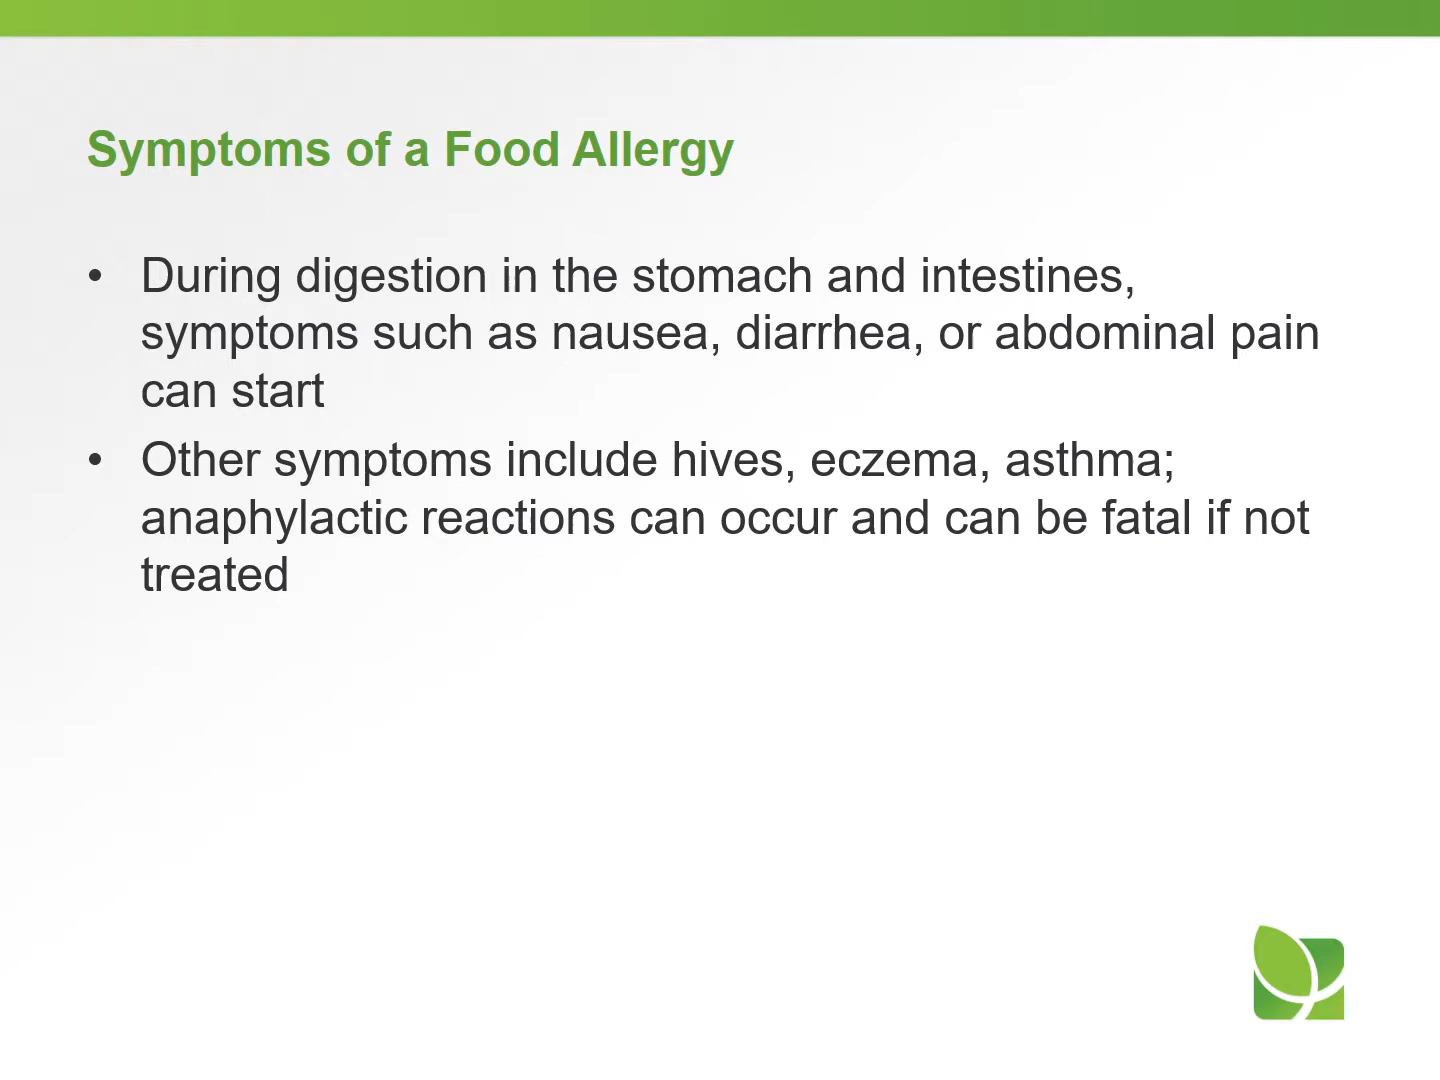 Symptoms of a Food Allergy
• During digestion in the stomach and intestines,
symptoms such as nausea, diarrhea, or abdominal pain
can start
• Other symptoms include hives, eczema, asthma;
anaphylactic reactions can occur and can be fatal if not
treated